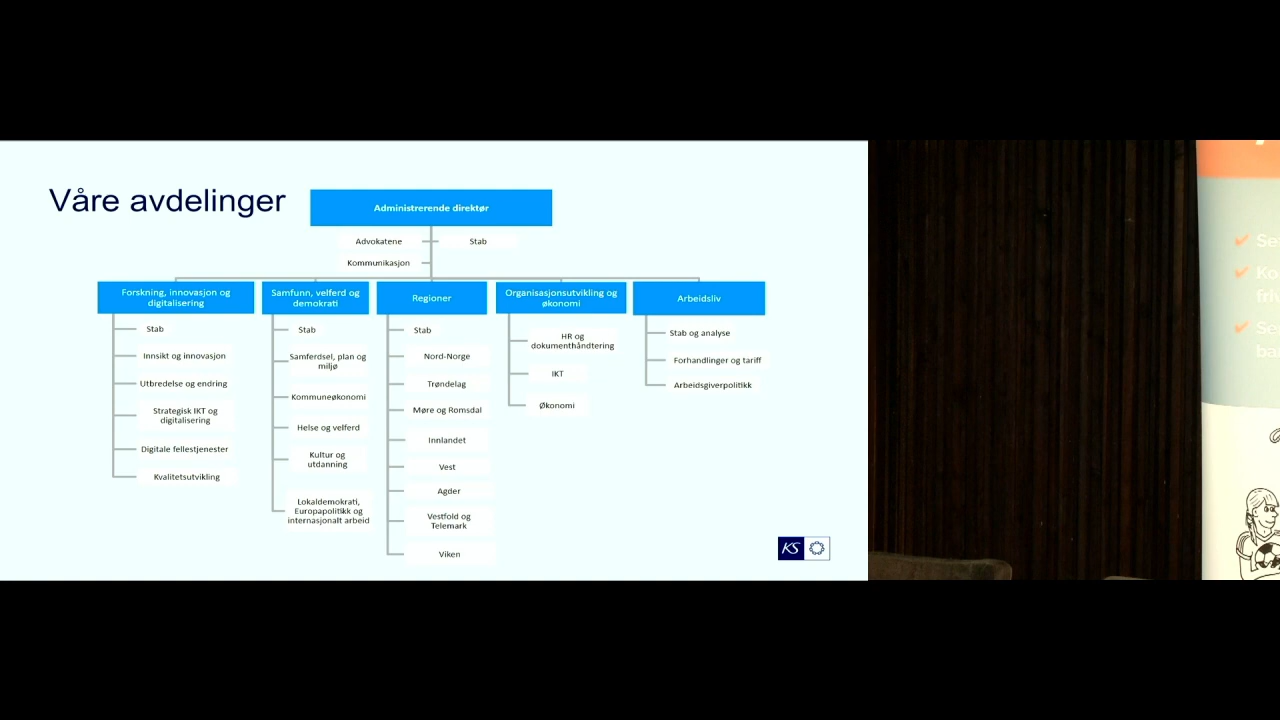 Våre avdelinger
Administrerende direktør
Advokatene
Stab
Kommunikasjon
Forskning, innovasjon og
digitalisering
Stab
Innsikt og innovasjon
Utbredelse og endring
Strategisk IKT og
digitalisering
Digitale fellestjenester
Kvalitetsutvikling
Samfunn, velferd og
demokrati
Stab
Samferdsel, plan og
miljø
Kommuneøkonomi
Helse og velferd
Kultur og
utdanning
Lokaldemokrati,
Europapolitikk og
internasjonalt arbeid
Regioner
Stab
Nord-Norge
Trøndelag
Møre og Romsdal
Innlandet
Vest
Agder
Vestfold og
Telemark
Viken
Organisasjonsutvikling og
økonomi
HR og
dokumenthåndtering
IKT
Økonomi
Arbeidsliv
Stab og analyse
Forhandlinger og tariff
Arbeidsgiverpolitikk
KS